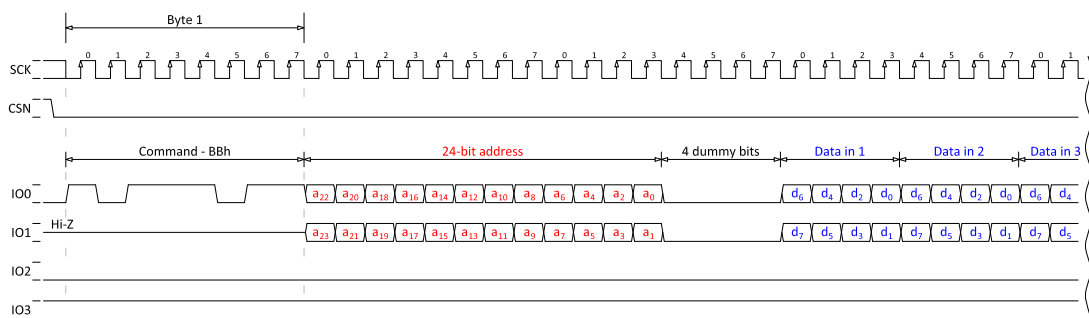 Byte 1
0 1 2 3 4 5 6 7 0 1 2 3 4 5 6 7 0 1 2 3 4 5 6 7 0 1 2 3 4 5 6 7 0 1
SCK
CSN
Command - BBh 24-bit address 4 dummy bits Data in 1 Data in 2 Data in 3
IO0 a22 a20 a18 a16 a14 a12 a10 a8 a6 a4 a2 a0 d6 d4 d2 d0 d6 d4 d2 d0 d6 d4
Hi-Z
IO1 a23 a21 a19 a17 a15 a13 a11 a9 a7 a5 a3 a1 d7 d5 d3 d1 d7 d5 d3 d1 d7 d5
IO2
IO3